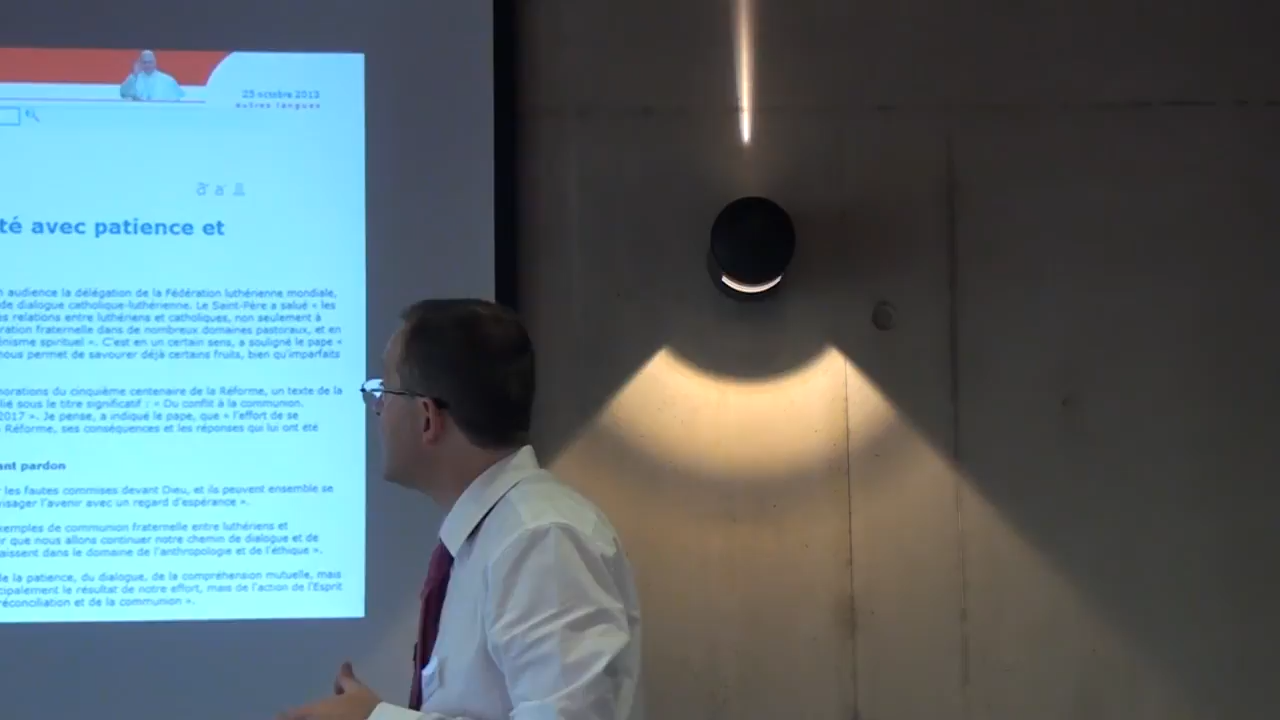 25 octobre 2013
autres langues
té avec patience et
n audience la délégation de la Fédération luthérienne mondiale,
de dialogue catholique-luthérienne. Le Saint-Père a salué « les
s relations entre luthériens et catholiques, non seulement à
ration fraternelle dans de nombreux domaines pastoraux, et en
énisme spirituel ». C'est en un certain sens, a souligné le pape «
nous permet de savourer déjà certains fruits, bien qu'imparfaits
morations du cinquième centenaire de la Réforme, un texte de la
lié sous le titre significatif : « Du conflit à la communion.
2017 ». Je pense, a indiqué le pape, que « l'effort de se
Réforme, ses conséquences et les réponses qui lui ont été
ant pardon
les fautes commises devant Dieu, et ils peuvent ensemble se
visager l'avenir avec un regard d'espérance ».
xemples de communion fraternelle entre luthériens et
r que nous allons continuer notre chemin de dialogue et de
aissent dans le domaine de l'anthropologie et de l'éthique ».
e la patience, du dialogue, de la compréhension mutuelle, mais
cipalement le résultat de notre effort, mais de l'action de l'Esprit
réconciliation et de la communion ».